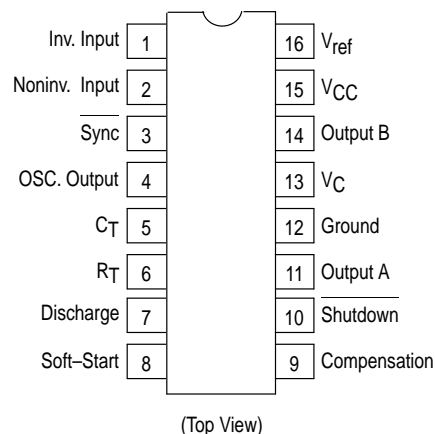 Inv. Input 1 16 Vref
Noninv. Input 2 15 VCC
Sync 3 14 Output B
OSC. Output 4 13 VC
CT 5 12 Ground
RT 6 11 Output A
Discharge 7 10 Shutdown
Soft–Start 8 9 Compensation
(Top View)